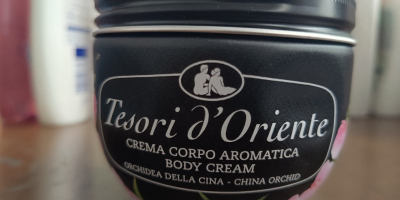 Tesori d'Oriente
CREMA CORPO AROMATICA
BODY CREAM
ORCHIDEA DELLA CINA - CHINA ORCHID